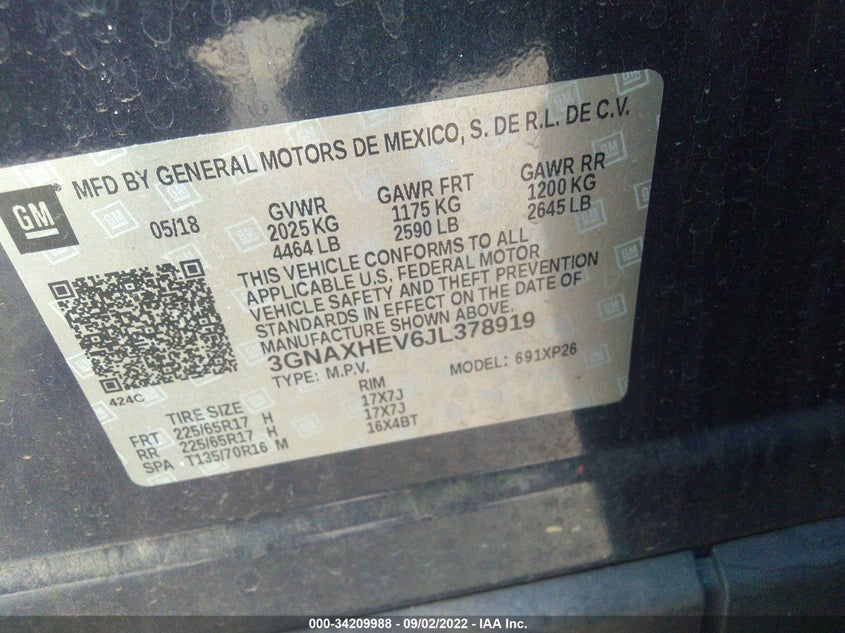 MFD BY GENERAL MOTORS DE MEXICO, S. DE R.L. DE C.V.
GM
05/18
GVWR
2025 KG
4464 LB
GAWR FRT
1175 KG
2590 LB
GAWR RR
1200 KG
2645 LB
THIS VEHICLE CONFORMS TO ALL
APPLICABLE U.S. FEDERAL MOTOR
VEHICLE SAFETY AND THEFT PREVENTION
STANDARDS IN EFFECT ON THE DATE OF
MANUFACTURE SHOWN ABOVE.
3GNAXHEV6JL378919
TYPE: M.P.V.
MODEL: 691XP26
424C
TIRE SIZE RIM
FRT 225/65R17 H 17X7J
RR 225/65R17 H 17X7J
SPA T135/70R16 M 16X4BT
000-34209988 - 09/02/2022 - IAA Inc.